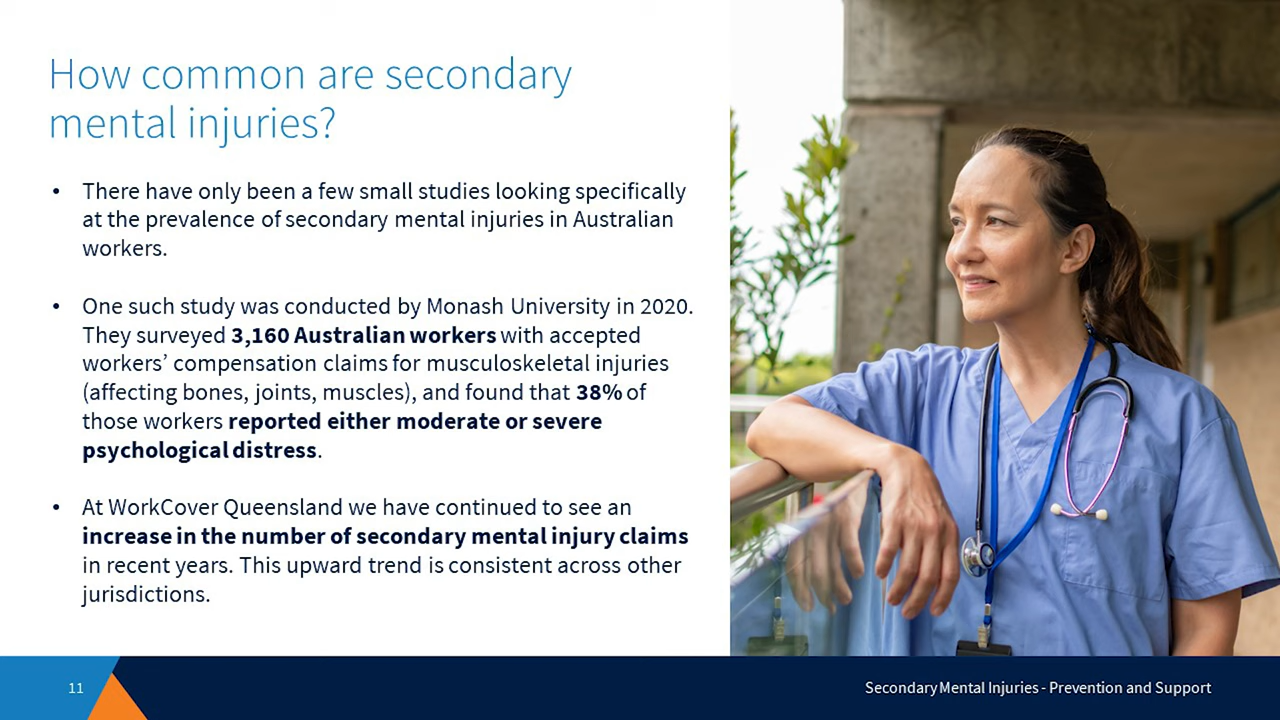 How common are secondary
mental injuries?
• There have only been a few small studies looking specifically
at the prevalence of secondary mental injuries in Australian
workers.
• One such study was conducted by Monash University in 2020.
They surveyed 3,160 Australian workers with accepted
workers’ compensation claims for musculoskeletal injuries
(affecting bones, joints, muscles), and found that 38% of
those workers reported either moderate or severe
psychological distress.
• At WorkCover Queensland we have continued to see an
increase in the number of secondary mental injury claims
in recent years. This upward trend is consistent across other
jurisdictions.
11
Secondary Mental Injuries - Prevention and Support